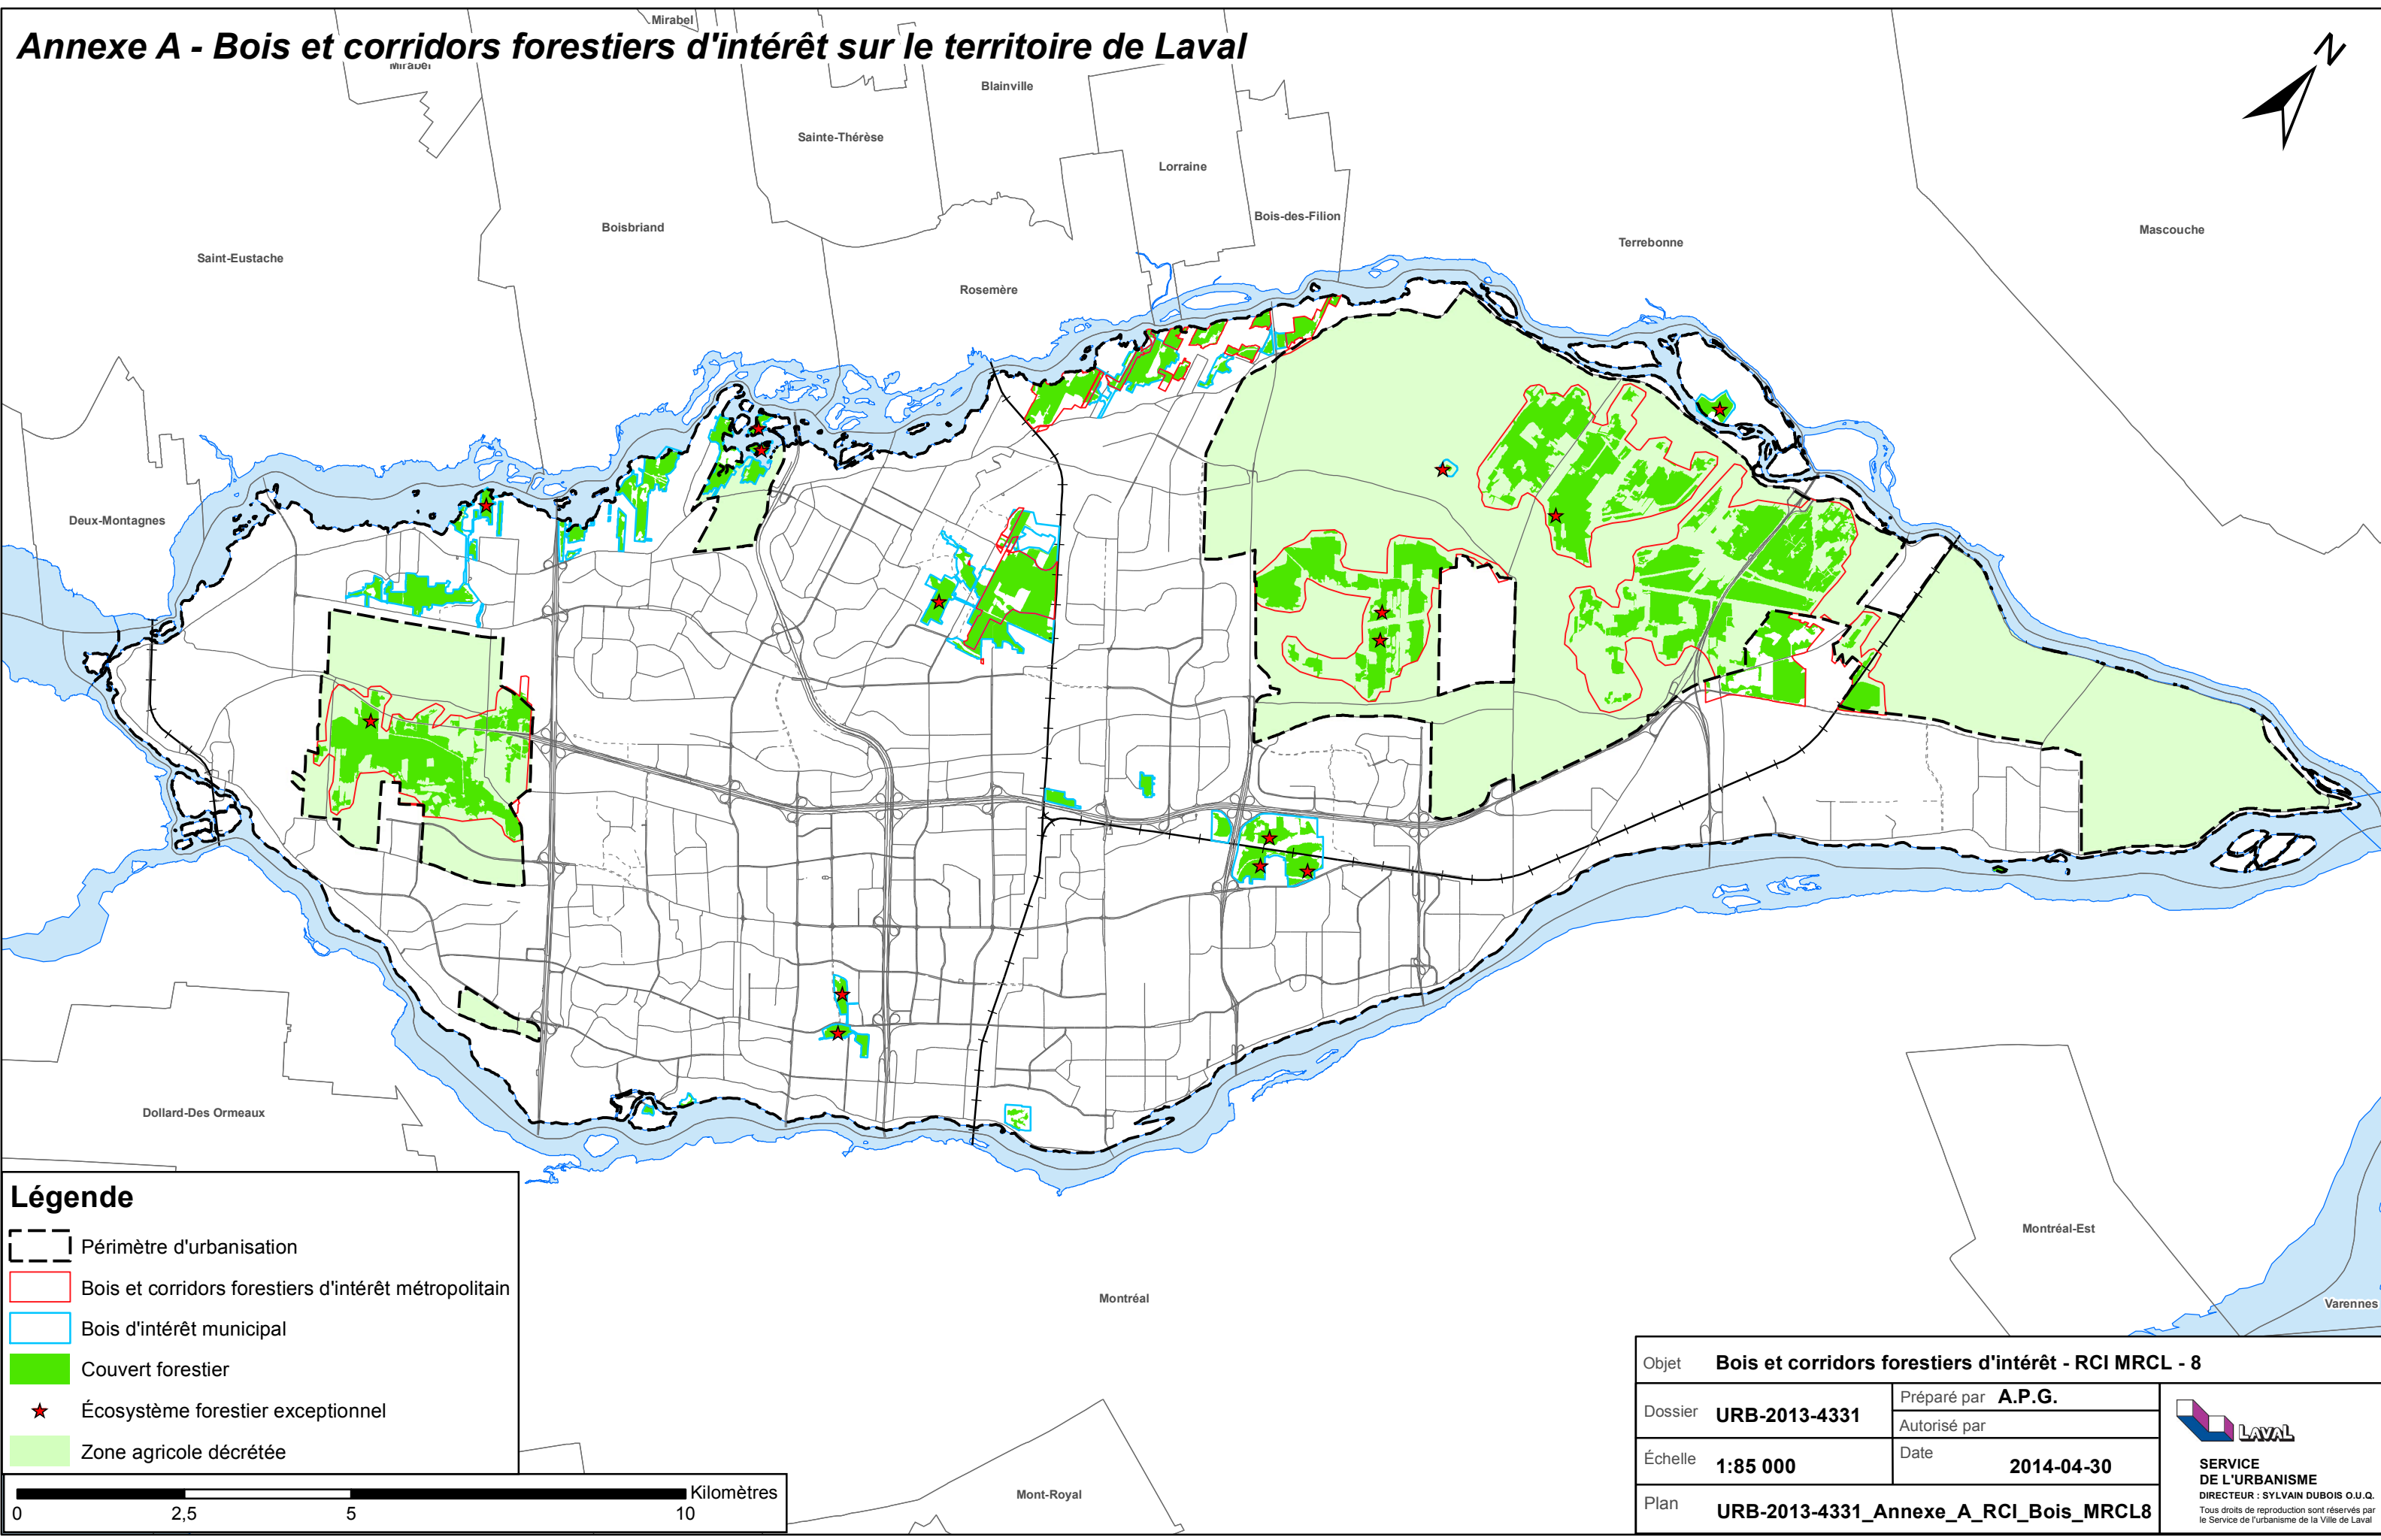 Annexe A - Bois et corridors forestiers d'intérêt sur le territoire de Laval
N
Mirabel
Mirabel
Blainville
Sainte-Thérèse
Lorraine
Bois-des-Filion
Boisbriand
Mascouche
Terrebonne
Saint-Eustache
Rosemère
Deux-Montagnes
Dollard-Des Ormeaux
Montréal-Est
Montréal
Varennes
Mont-Royal
Légende
Périmètre d'urbanisation
Bois et corridors forestiers d'intérêt métropolitain
Bois d'intérêt municipal
Couvert forestier
Écosystème forestier exceptionnel
Zone agricole décrétée
Kilomètres
0 2,5 5 10
Objet Bois et corridors forestiers d'intérêt - RCI MRCL - 8
Dossier URB-2013-4331
Préparé par A.P.G.
Autorisé par
Échelle 1:85 000
Date 2014-04-30
Plan URB-2013-4331_Annexe_A_RCI_Bois_MRCL8
LAVAL
SERVICE
DE L'URBANISME
DIRECTEUR : SYLVAIN DUBOIS O.U.Q.
Tous droits de reproduction sont réservés par
le Service de l'urbanisme de la Ville de Laval